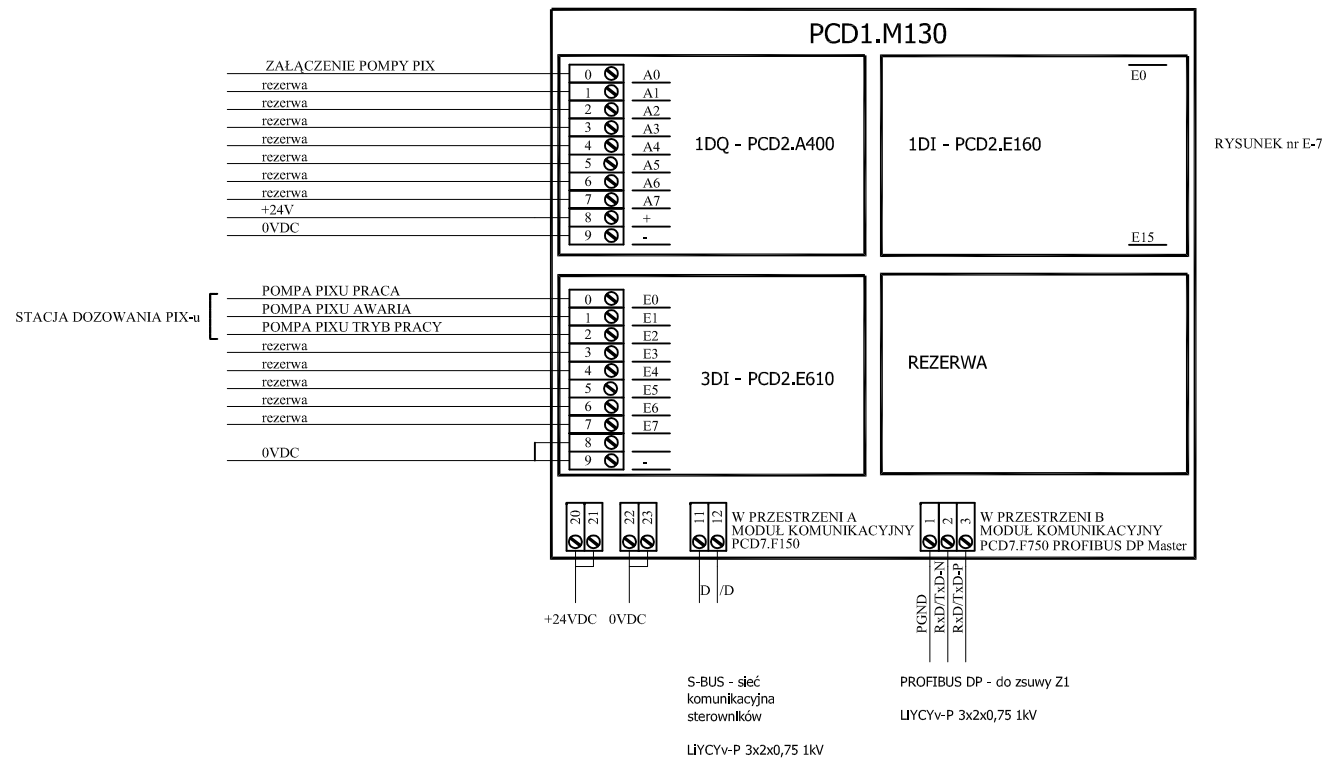 PCD1.M130
ZAŁĄCZENIE POMPY PIX 0 A0
rezerwa 1 A1
rezerwa 2 A2
rezerwa 3 A3
rezerwa 4 A4
rezerwa 5 A5
rezerwa 6 A6
rezerwa 7 A7
+24V 8 +
0VDC 9 -
1DQ - PCD2.A400
E0
1DI - PCD2.E160
E15
RYSUNEK nr E-7
STACJA DOZOWANIA PIX-u
POMPA PIXU PRACA 0 E0
POMPA PIXU AWARIA 1 E1
POMPA PIXU TRYB PRACY 2 E2
rezerwa 3 E3
rezerwa 4 E4
rezerwa 5 E5
rezerwa 6 E6
rezerwa 7 E7
8
0VDC 9 -
3DI - PCD2.E610
REZERWA
20 21
22 23
11 12
W PRZESTRZENI A
MODUŁ KOMUNIKACYJNY
PCD7.F150
1 2 3
W PRZESTRZENI B
MODUŁ KOMUNIKACYJNY
PCD7.F750 PROFIBUS DP Master
+24VDC 0VDC
D /D
PGND
RxD/TxD-N
RxD/TxD-P
S-BUS - sieć
komunikacyjna
sterowników
LiYCYv-P 3x2x0,75 1kV
PROFIBUS DP - do zsuwy Z1
LiYCYv-P 3x2x0,75 1kV